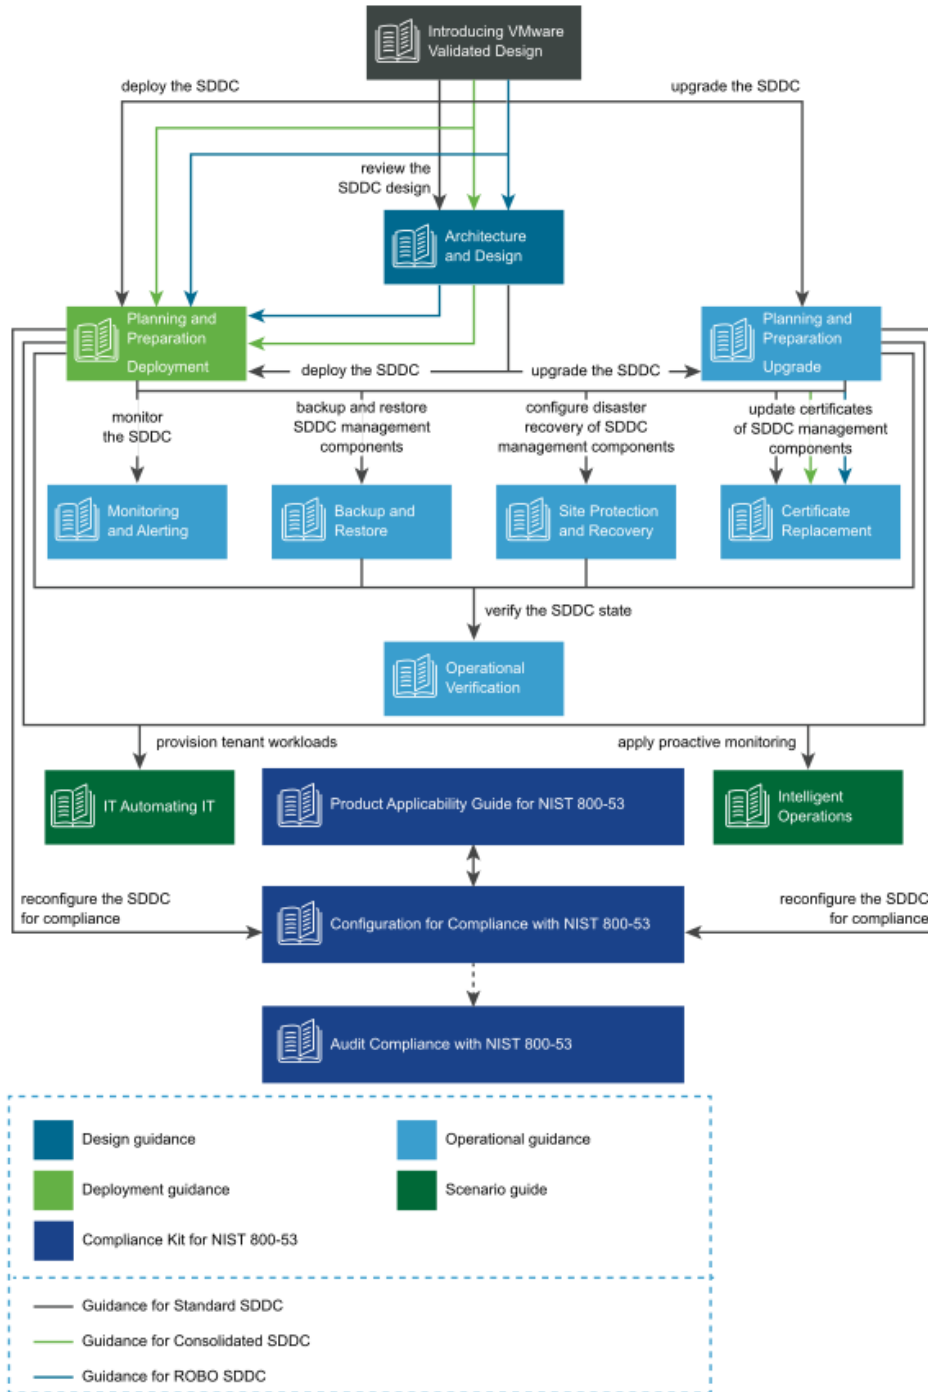 Introducing VMware
Validated Design
deploy the SDDC
upgrade the SDDC
review the
SDDC design
Architecture
and Design
Planning and
Preparation
Deployment
Planning and
Preparation
Upgrade
deploy the SDDC
upgrade the SDDC
monitor
the SDDC
backup and restore
SDDC management
components
configure disaster
recovery of SDDC
management components
update certificates
of SDDC management
components
Monitoring
and Alerting
Backup and
Restore
Site Protection
and Recovery
Certificate
Replacement
verify the SDDC state
Operational
Verification
provision tenant workloads
apply proactive monitoring
IT Automating IT
Product Applicability Guide for NIST 800-53
Intelligent
Operations
reconfigure the SDDC
for compliance
Configuration for Compliance with NIST 800-53
reconfigure the SDDC
for compliance
Audit Compliance with NIST 800-53
Design guidance
Operational guidance
Deployment guidance
Scenario guide
Compliance Kit for NIST 800-53
Guidance for Standard SDDC
Guidance for Consolidated SDDC
Guidance for ROBO SDDC